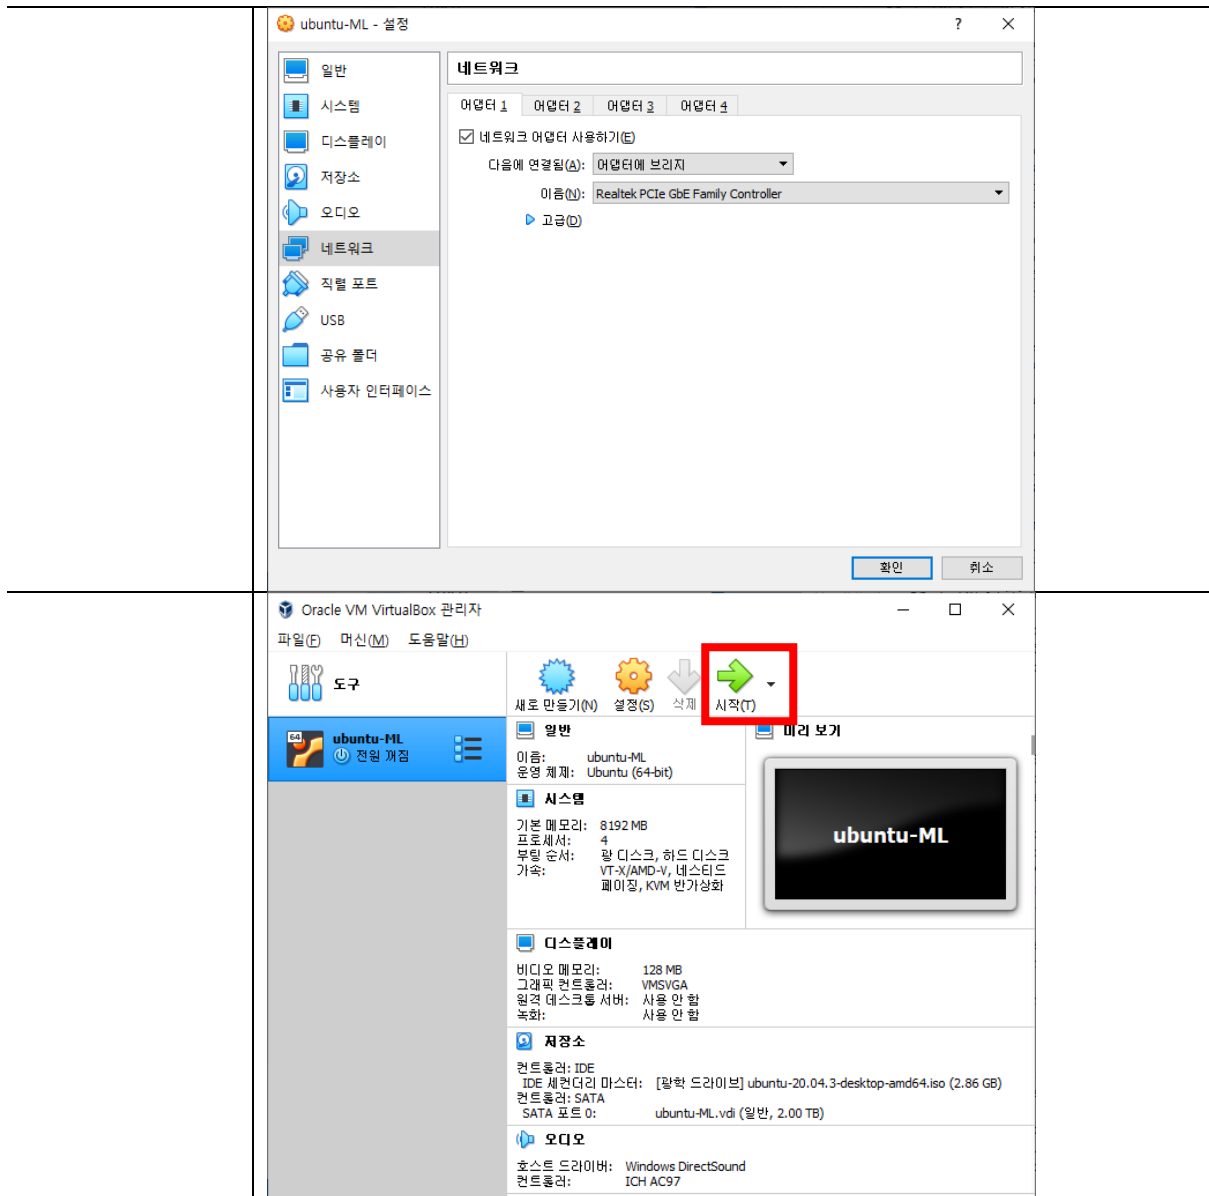 ubuntu-ML - 설정
?
일반
시스템
디스플레이
저장소
오디오
네트워크
직렬 포트
USB
공유 폴더
사용자 인터페이스
네트워크
어댑터 1 어댑터 2 어댑터 3 어댑터 4
네트워크 어댑터 사용하기(E)
다음에 연결됨(A): 어댑터에 브리지
이름(N): Realtek PCIe GbE Family Controller
고급(D)
확인 취소
Oracle VM VirtualBox 관리자
파일(F) 머신(M) 도움말(H)
도구
새로 만들기(N) 설정(S) 삭제 시작(T)
64
ubuntu-ML
전원 꺼짐
일반
이름: ubuntu-ML
운영 체제: Ubuntu (64-bit)
시스템
기본 메모리: 8192 MB
프로세서: 4
부팅 순서: 광 디스크, 하드 디스크
가속: VT-X/AMD-V, 네스티드
페이징, KVM 반가상화
미리 보기
ubuntu-ML
디스플레이
비디오 메모리: 128 MB
그래픽 컨트롤러: VMSVGA
원격 데스크톱 서버: 사용 안 함
녹화: 사용 안 함
저장소
컨트롤러: IDE
IDE 세컨더리 마스터: [광학 드라이브] ubuntu-20.04.3-desktop-amd64.iso (2.86 GB)
컨트롤러: SATA
SATA 포트 0: ubuntu-ML.vdi (일반, 2.00 TB)
오디오
호스트 드라이버: Windows DirectSound
컨트롤러: ICH AC97